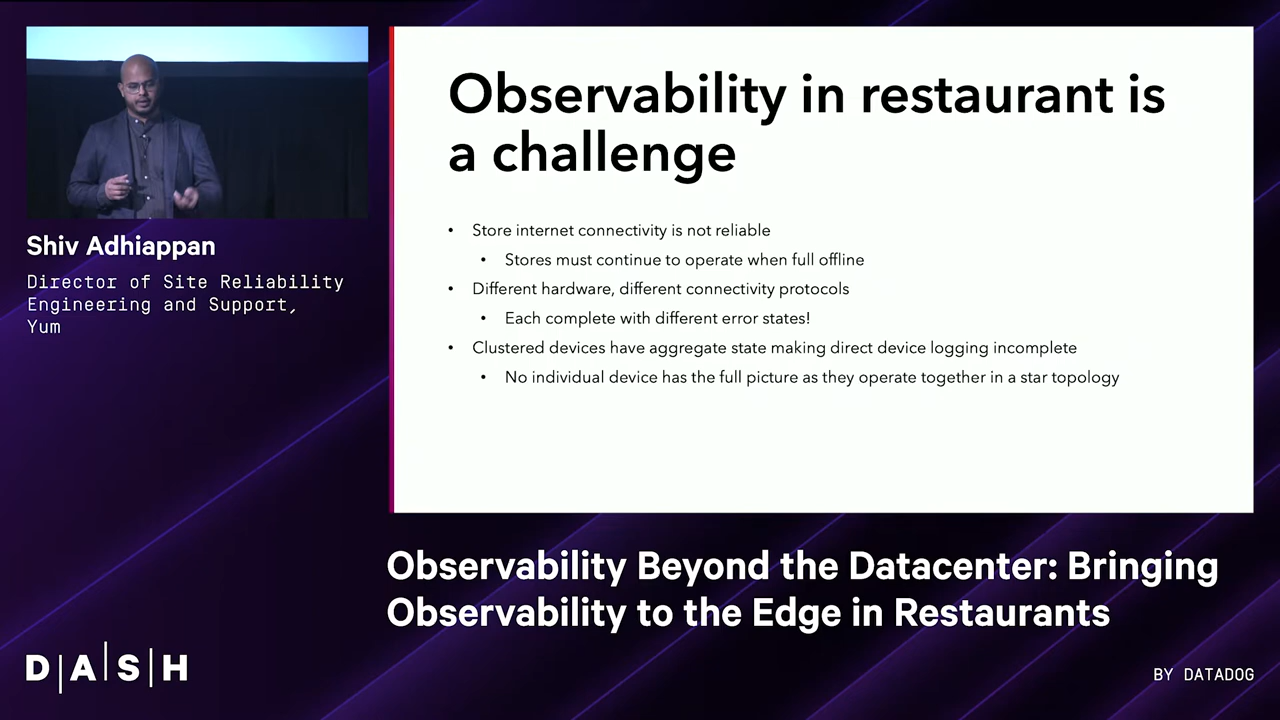 Observability in restaurant is
a challenge
• Store internet connectivity is not reliable
• Stores must continue to operate when full offline
• Different hardware, different connectivity protocols
• Each complete with different error states!
• Clustered devices have aggregate state making direct device logging incomplete
• No individual device has the full picture as they operate together in a star topology
Shiv Adhiappan
Director of Site Reliability
Engineering and Support,
Yum
Observability Beyond the Datacenter: Bringing
Observability to the Edge in Restaurants
D|A|S|H
BY DATADOG